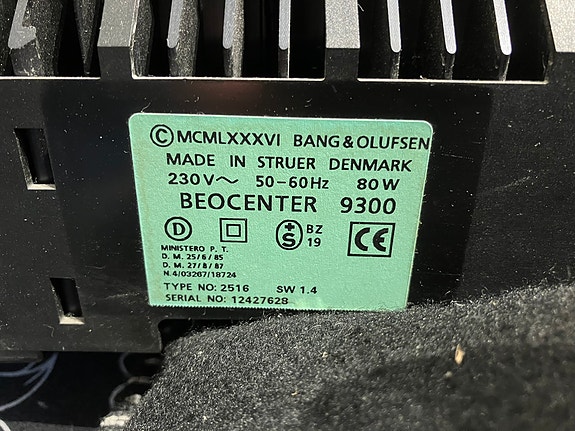 © MCMLXXXVI BANG & OLUFSEN
MADE IN STRUER DENMARK
230V~ 50-60Hz 80W
BEOCENTER 9300
D S BZ 19 CE
MINISTERO P. T.
D. M. 25/6/85
D. M. 27/8/87
N.4/03267/18724
TYPE NO: 2516 SW 1.4
SERIAL NO: 12427628